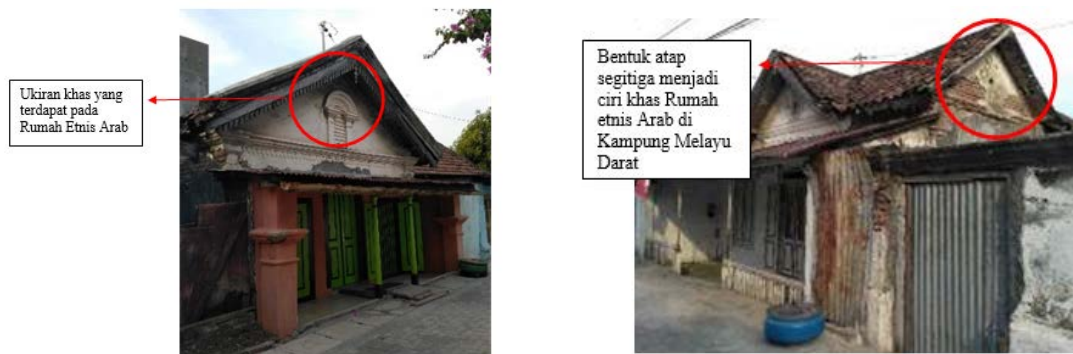 Ukiran khas yang
terdapat pada
Rumah Etnis Arab
Bentuk atap
segitiga menjadi
ciri khas Rumah
etnis Arab di
Kampung Melayu
Darat